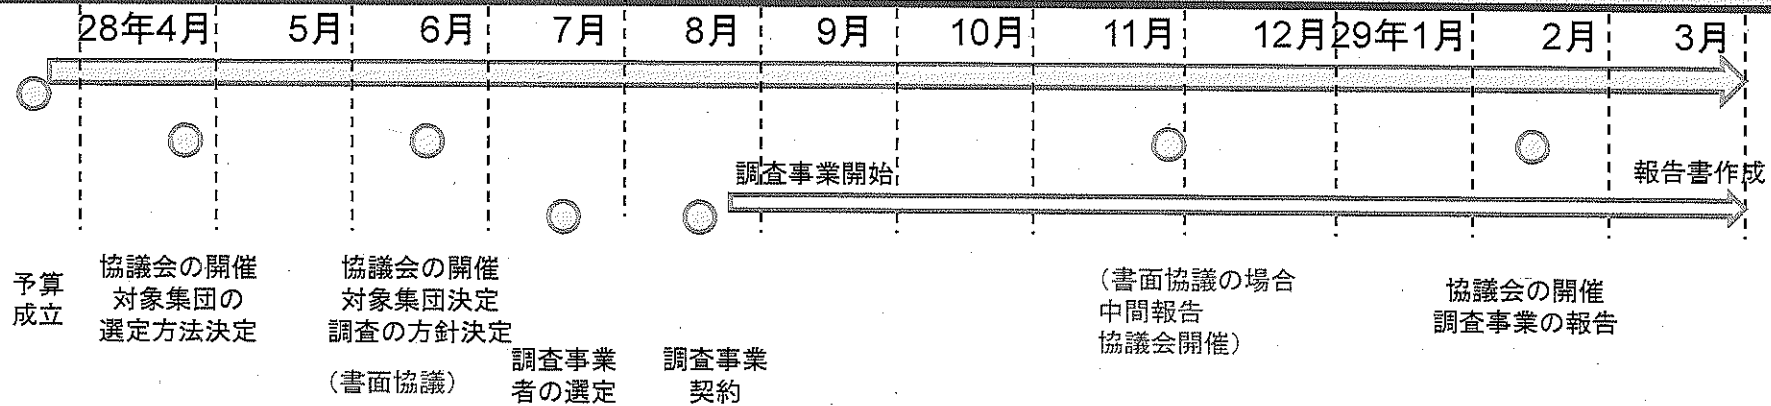 28年4月
5月
6月
7月
8月
9月
10月
11月
12月
29年1月
2月
3月
調査事業開始
報告書作成
予算
成立
協議会の開催
対象集団の
選定方法決定
協議会の開催
対象集団決定
調査の方針決定
（書面協議）
調査事業
者の選定
調査事業
契約
（書面協議の場合
中間報告
協議会開催）
協議会の開催
調査事業の報告